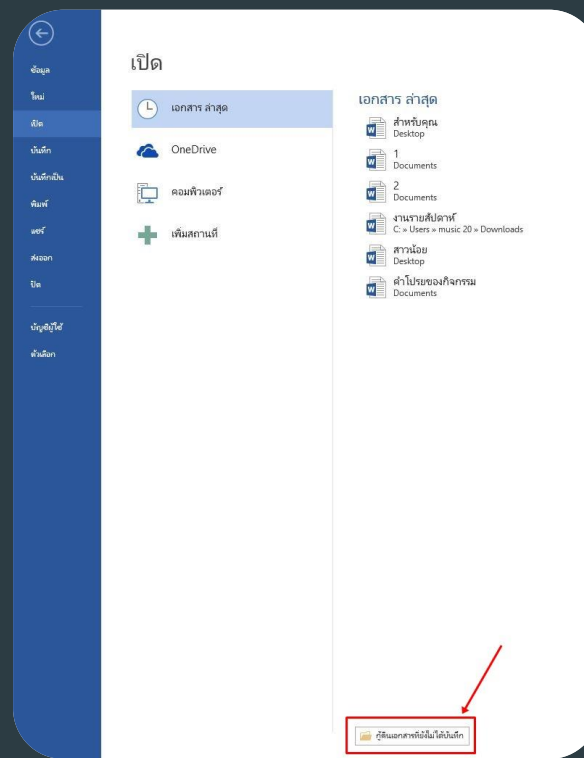 ข้อมูล
ใหม่
เปิด
บันทึก
บันทึกเป็น
พิมพ์
แชร์
ส่งออก
ปิด
บัญชีผู้ใช้
ตัวเลือก
เปิด
เอกสาร ล่าสุด
OneDrive
คอมพิวเตอร์
เพิ่มสถานที่
เอกสาร ล่าสุด
สำหรับคุณ
Desktop
1
Documents
2
Documents
งานรายสัปดาห์
C: » Users » music 20 » Downloads
สาวน้อย
Desktop
คำโปรยของกิจกรรม
Documents
กู้คืนเอกสารที่ยังไม่ได้บันทึก